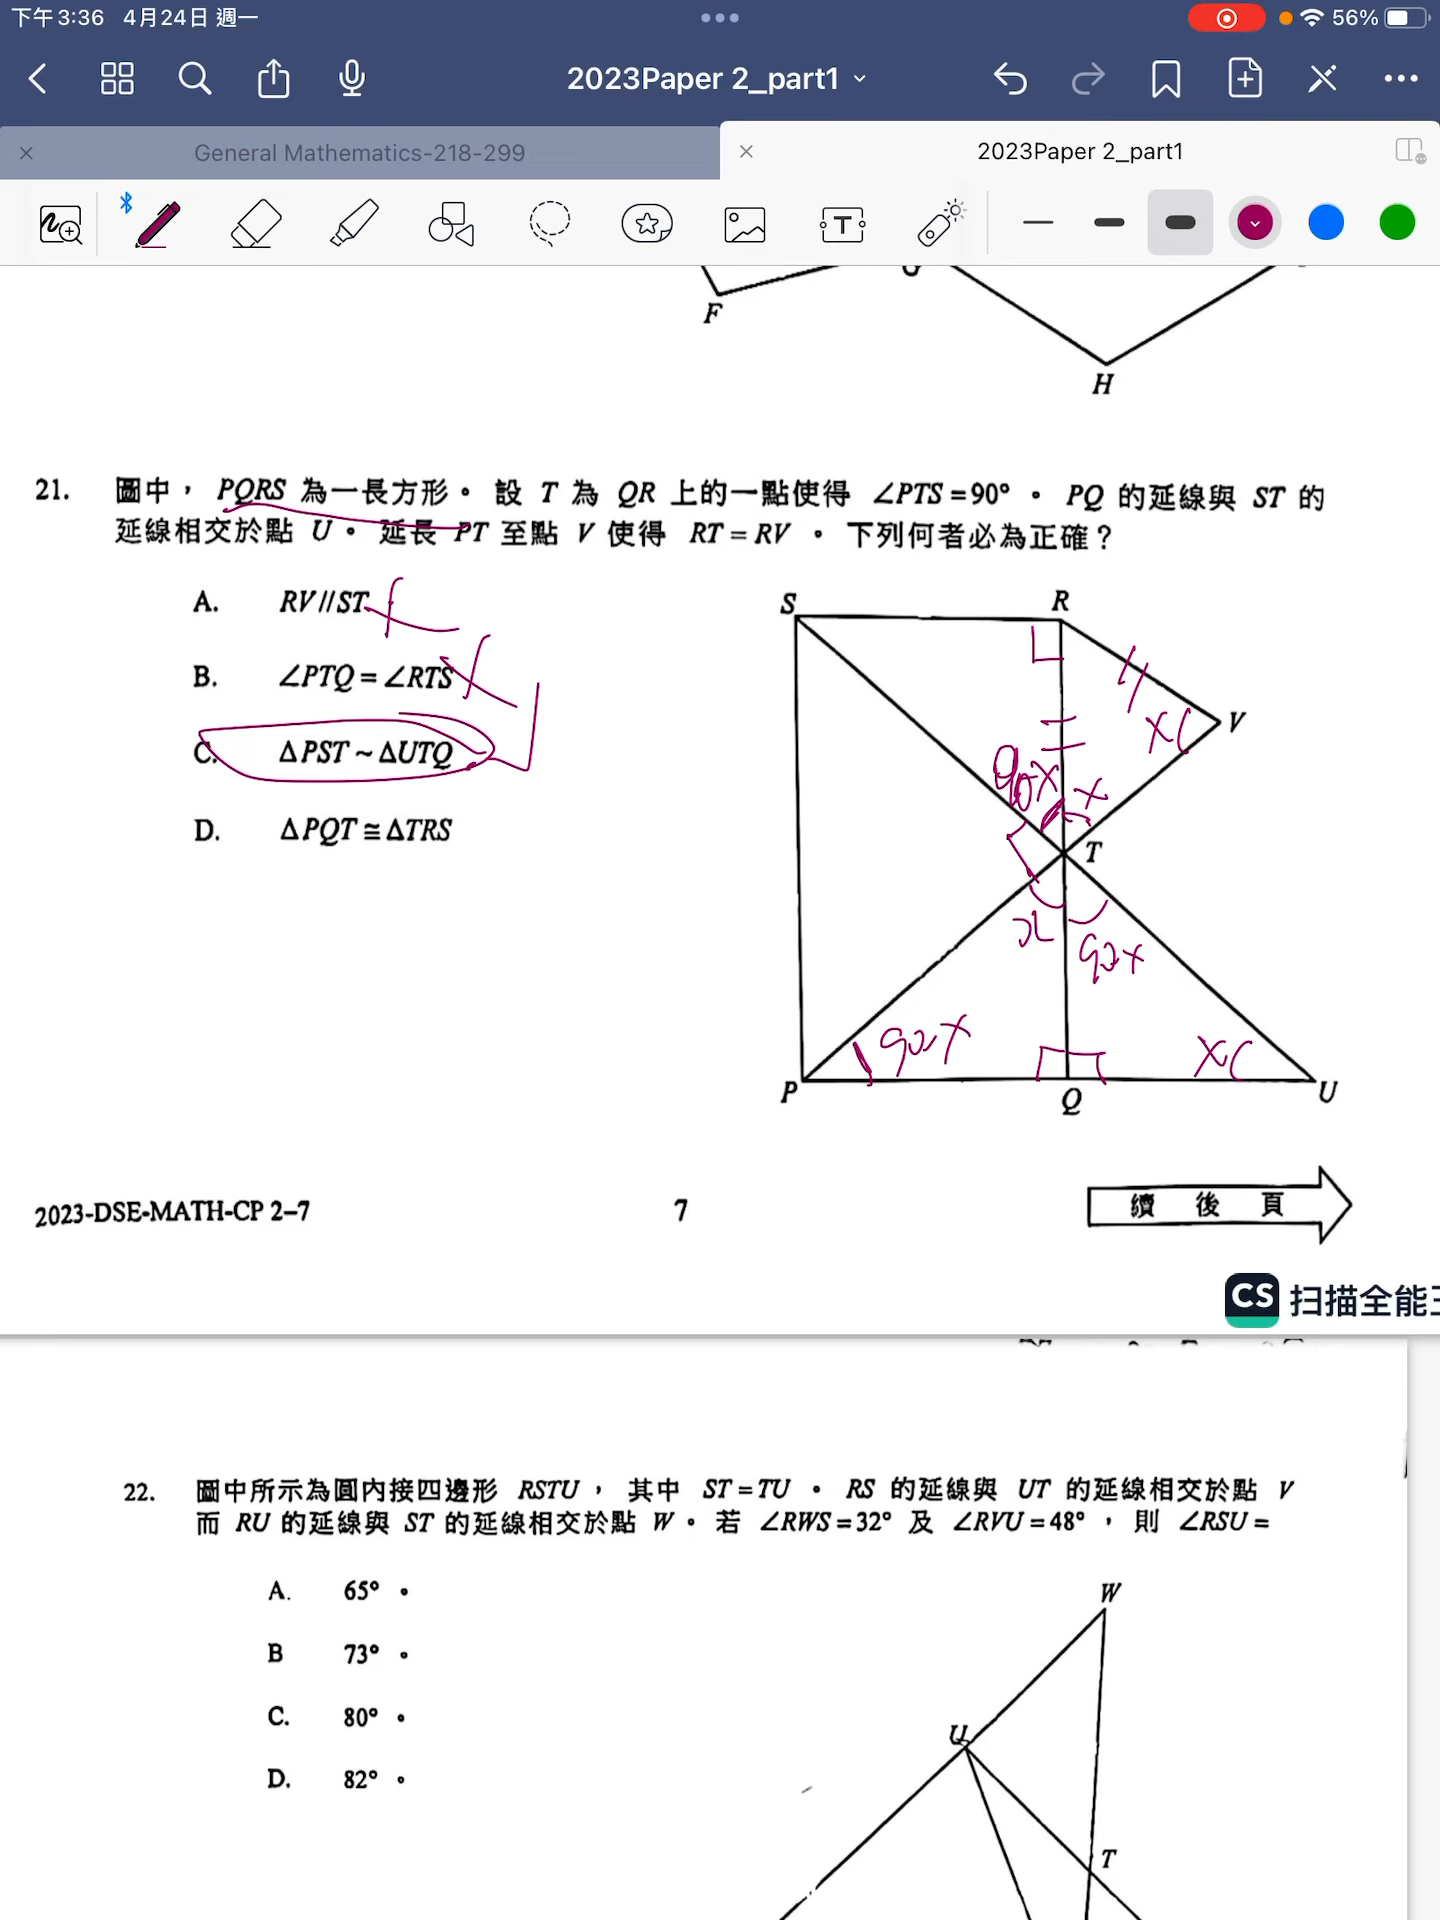 下午3:36 4月24日 週一
56%
2023Paper 2_part1
General Mathematics-218-299
2023Paper 2_part1
F
G
H
21. 圖中，PQRS 為一長方形。設 T 為 QR 上的一點使得 ∠PTS = 90°。PQ 的延線與 ST 的
延線相交於點 U。延長 PT 至點 V 使得 RT = RV。下列何者必為正確？
A. RV // ST
B. ∠PTQ = ∠RTS
C. ΔPST ~ ΔUTQ
D. ΔPQT ≅ ΔTRS
S
R
V
x
90-x
x
T
x
90-x
90-x
x
P
Q
U
2023-DSE-MATH-CP 2–7
7
續後頁
CS 扫描全能王
22. 圖中所示為圓內接四邊形 RSTU，其中 ST = TU。RS 的延線與 UT 的延線相交於點 V
而 RU 的延線與 ST 的延線相交於點 W。若 ∠RWS = 32° 及 ∠RVU = 48°，則 ∠RSU =
A. 65°。
B 73°。
C. 80°。
D. 82°。
W
U
T